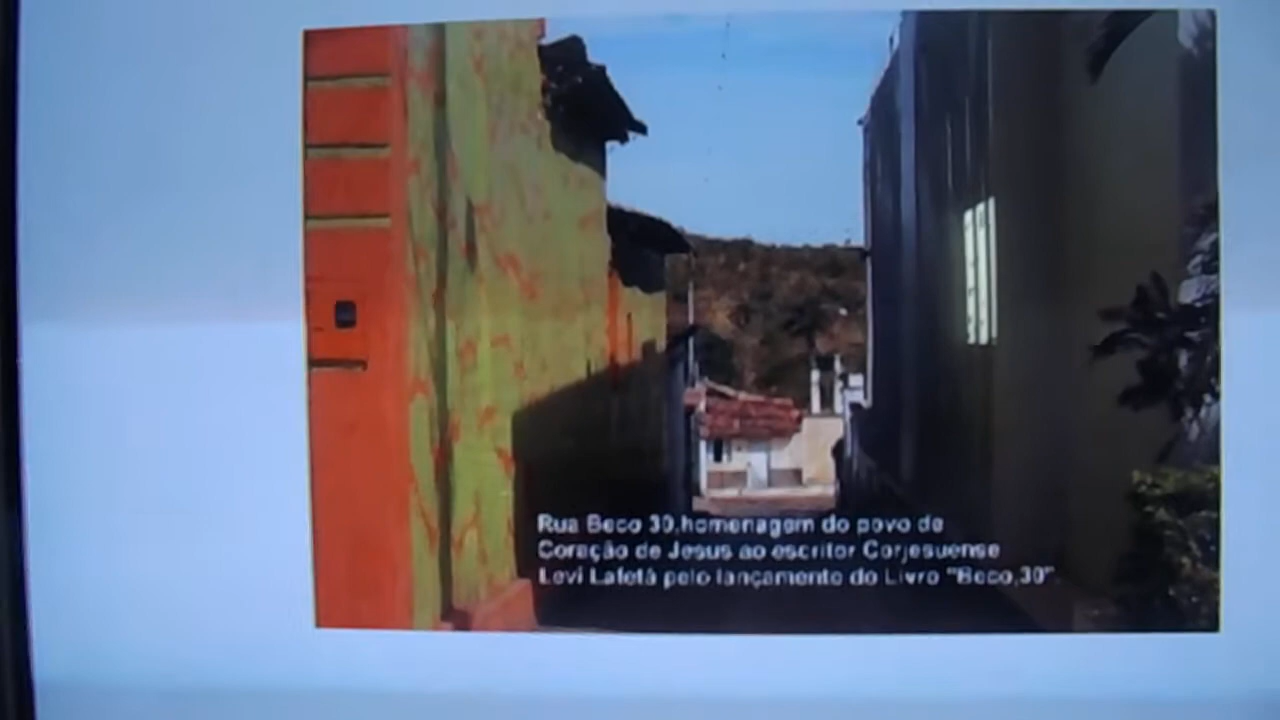 Rua Beco 30,homenagem do povo de
Coração de Jesus ao escritor Corjesuense
Levi Lafetá pelo lançamento do Livro "Beco,30".